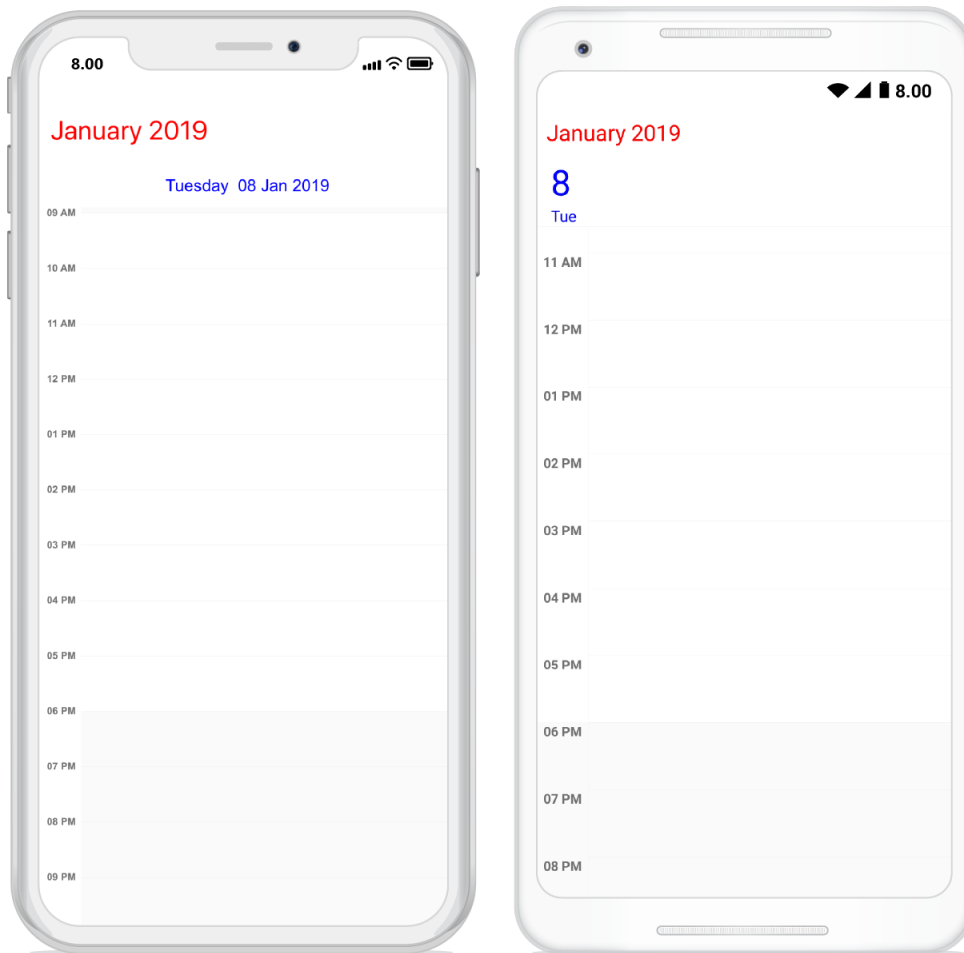 8.00
January 2019
Tuesday 08 Jan 2019
09 AM
10 AM
11 AM
12 PM
01 PM
02 PM
03 PM
04 PM
05 PM
06 PM
07 PM
08 PM
09 PM
8.00
January 2019
8
Tue
11 AM
12 PM
01 PM
02 PM
03 PM
04 PM
05 PM
06 PM
07 PM
08 PM